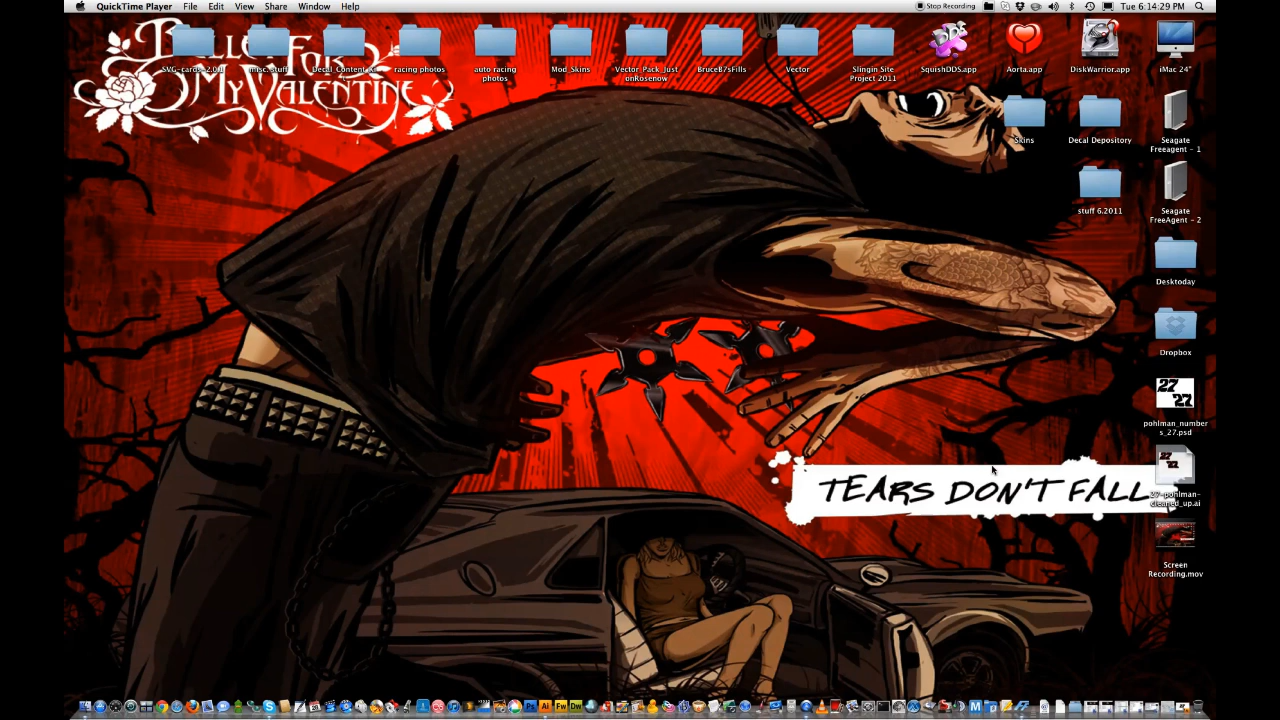 QuickTime Player File Edit View Share Window Help
Stop Recording
Tue 6:14:29 PM
Bullet For
My Valentine
SVG-cards-2.0.1
misc. stuff
racing photos
auto racing
photos
Mod_Skins
Vector_Pack_Just
onRosenow
BruceB7sFills
Vector
Slingin Site
Project 2011
SquishDDS.app
Aorta.app
DiskWarrior.app
iMac 24"
Skins
Decal Depository
Seagate
Freeagent - 1
stuff 6.2011
Seagate
FreeAgent - 2
Desktoday
Dropbox
27
27
pohlman_number
s_27.psd
TEARS DON'T FALL
27-pohlman-
cleaned_up.ai
Screen
Recording.mov